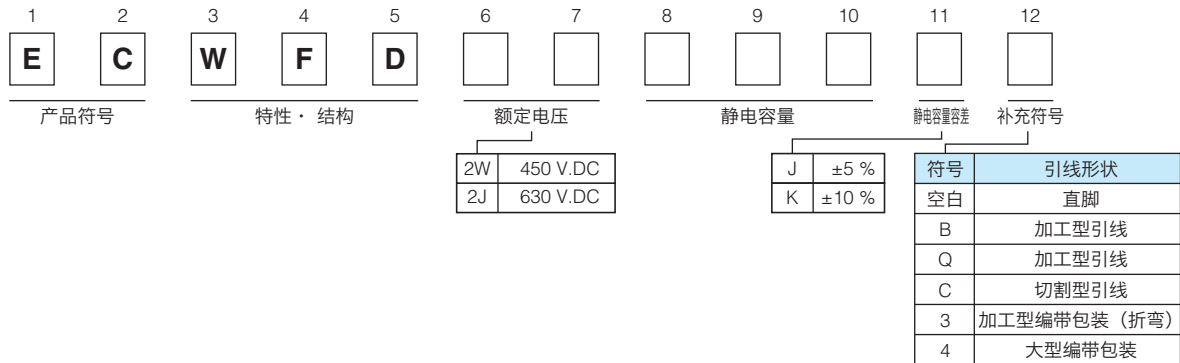 1 2 3 4 5 6 7 8 9 10 11 12
E C W F D
产品符号 特性・ 结构 额定电压 静电容量 静电容量容差 补充符号
2W 450 V.DC
2J 630 V.DC
J ±5 %
K ±10 %
符号 引线形状
空白 直脚
B 加工型引线
Q 加工型引线
C 切割型引线
3 加工型编带包装（折弯）
4 大型编带包装